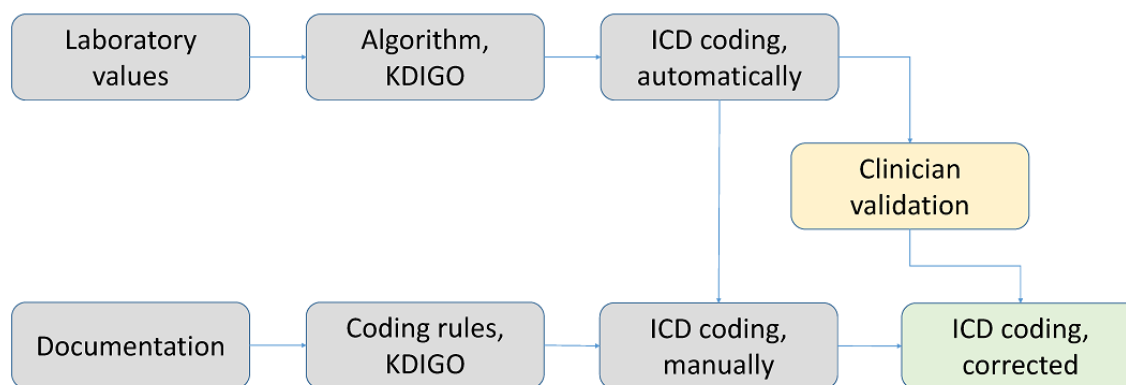 Laboratory
values
Algorithm,
KDIGO
ICD coding,
automatically
Clinician
validation
Documentation
Coding rules,
KDIGO
ICD coding,
manually
ICD coding,
corrected